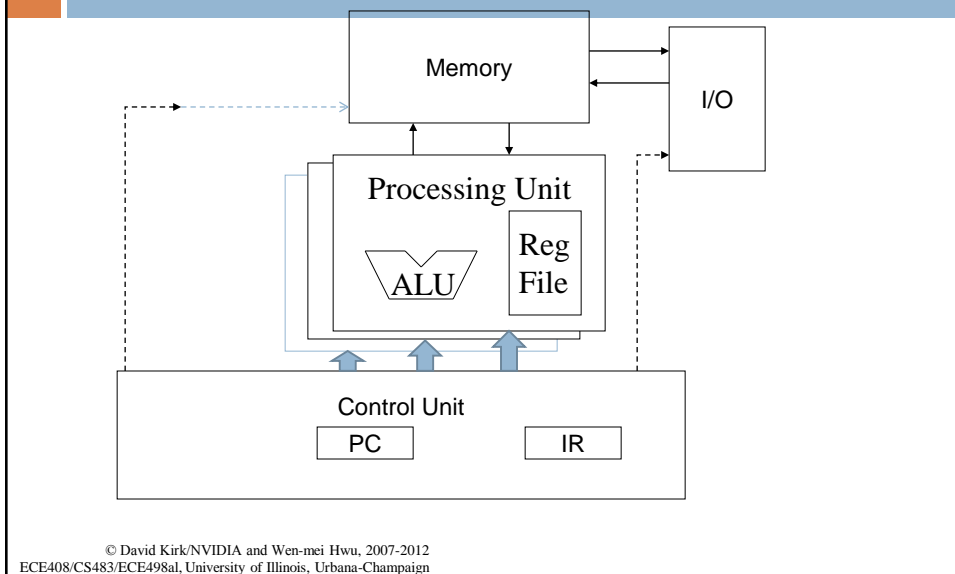 Memory
I/O
Processing Unit
ALU
Reg
File
Control Unit
PC
IR
© David Kirk/NVIDIA and Wen-mei Hwu, 2007-2012
ECE408/CS483/ECE498al, University of Illinois, Urbana-Champaign